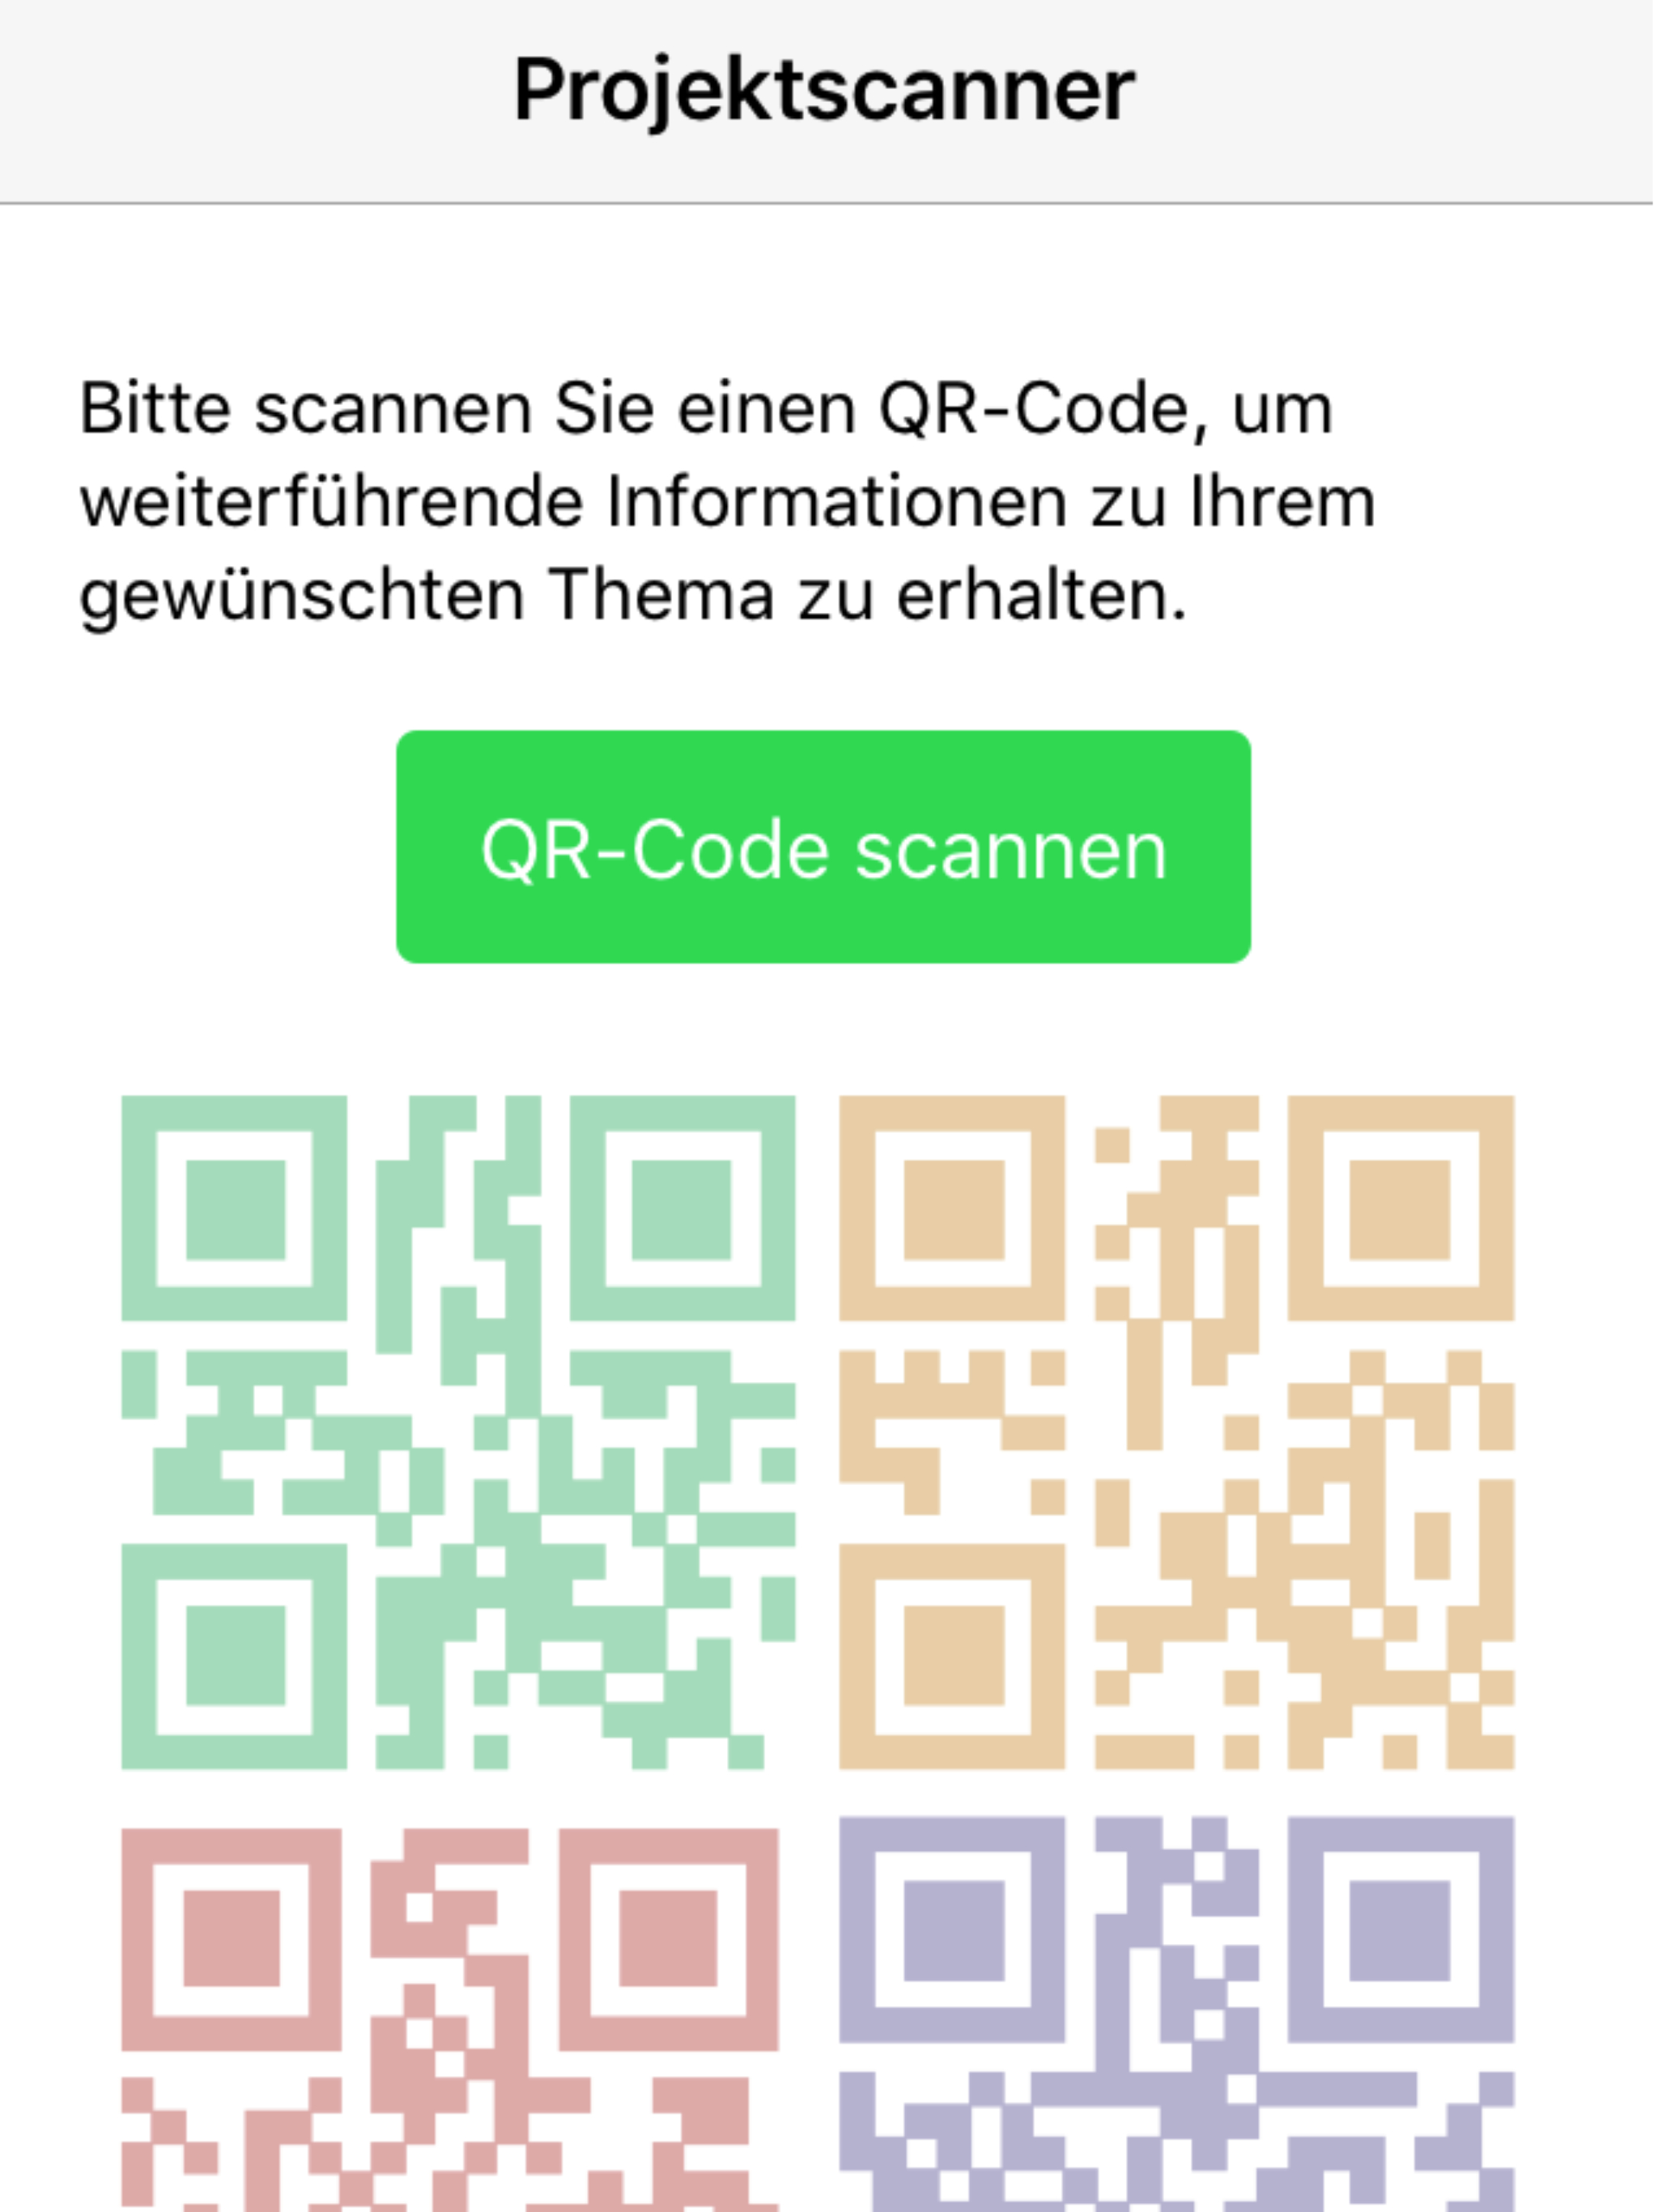 Projektscanner
Bitte scannen Sie einen QR-Code, um
weiterführende Informationen zu Ihrem
gewünschten Thema zu erhalten.
QR-Code scannen